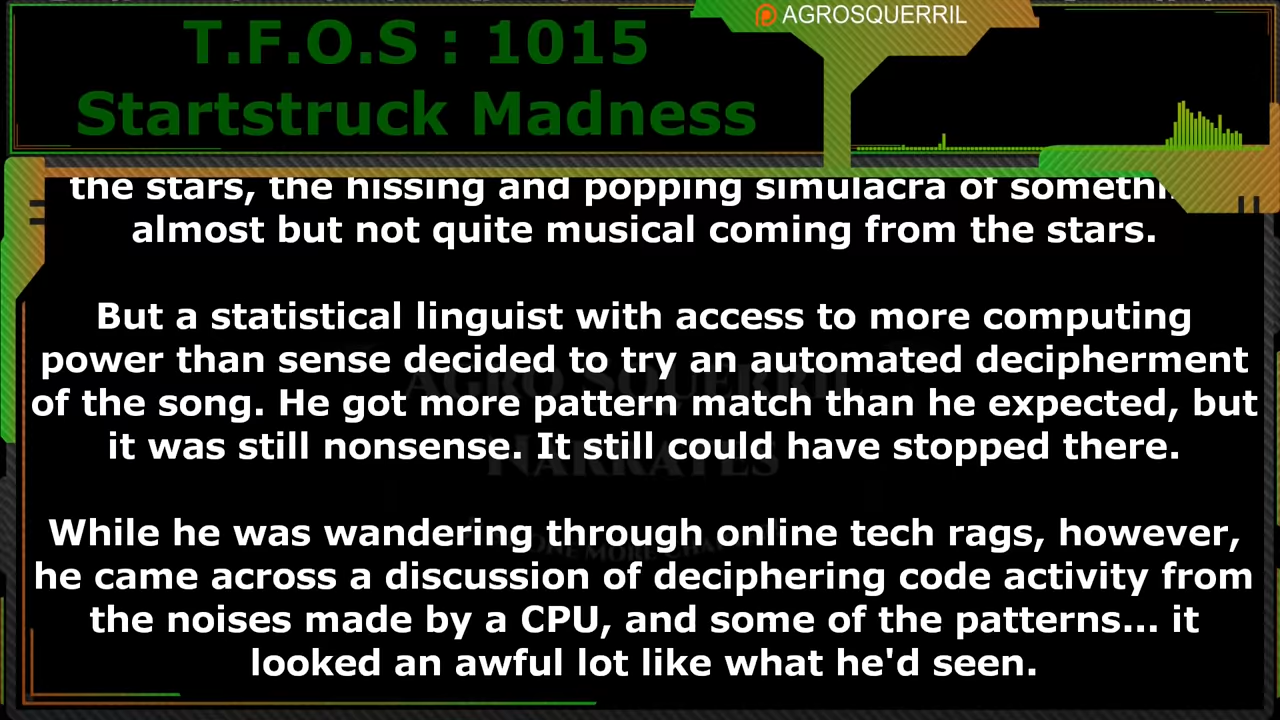 AGROSQUERRIL
T.F.O.S : 1015
Startstruck Madness
the stars, the hissing and popping simulacra of
almost but not quite musical coming from the stars.
But a statistical linguist with access to more computing
power than sense decided to try an automated decipherment
of the song. He got more pattern match than he expected, but
it was still nonsense. It still could have stopped there.
While he was wandering through online tech rags, however,
he came across a discussion of deciphering code activity from
the noises made by a CPU, and some of the patterns... it
looked an awful lot like what he'd seen.
AGRO SQUERRIL
NARRATES